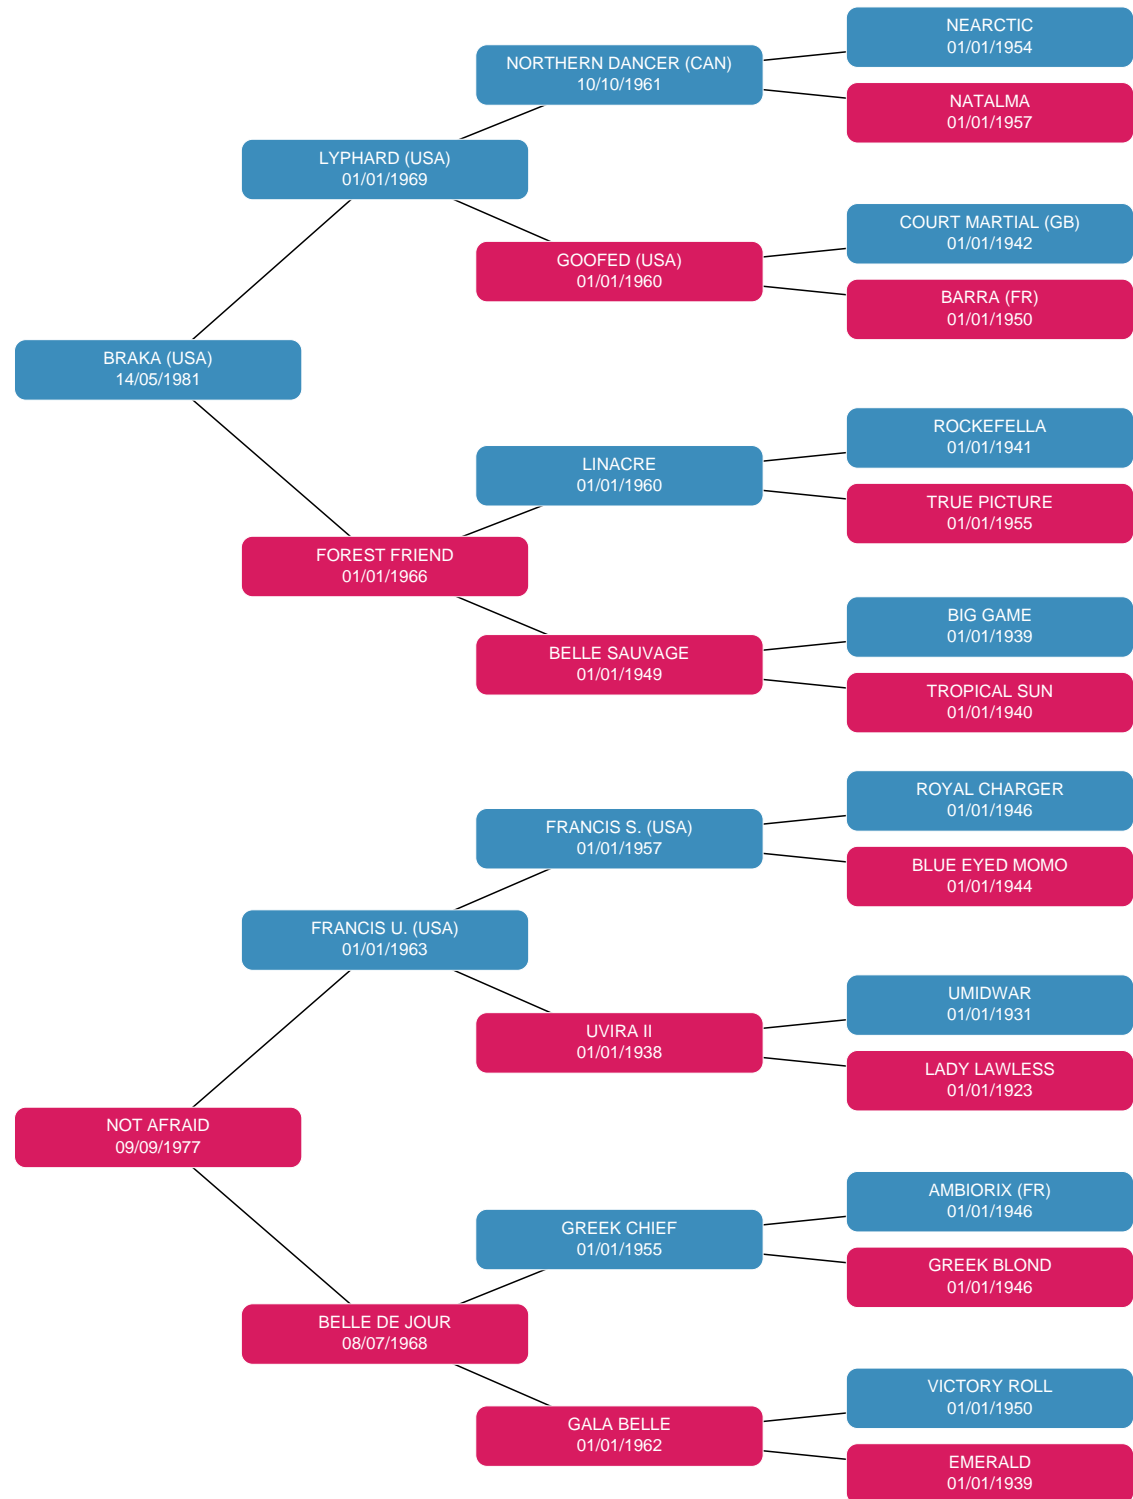 NEARCTIC
01/01/1954
NORTHERN DANCER (CAN)
10/10/1961
NATALMA
01/01/1957
LYPHARD (USA)
01/01/1969
COURT MARTIAL (GB)
01/01/1942
GOOFED (USA)
01/01/1960
BARRA (FR)
01/01/1950
BRAKA (USA)
14/05/1981
ROCKEFELLA
01/01/1941
LINACRE
01/01/1960
TRUE PICTURE
01/01/1955
FOREST FRIEND
01/01/1966
BIG GAME
01/01/1939
BELLE SAUVAGE
01/01/1949
TROPICAL SUN
01/01/1940
ROYAL CHARGER
01/01/1946
FRANCIS S. (USA)
01/01/1957
BLUE EYED MOMO
01/01/1944
FRANCIS U. (USA)
01/01/1963
UMIDWAR
01/01/1931
UVIRA II
01/01/1938
LADY LAWLESS
01/01/1923
NOT AFRAID
09/09/1977
AMBIORIX (FR)
01/01/1946
GREEK CHIEF
01/01/1955
GREEK BLOND
01/01/1946
BELLE DE JOUR
08/07/1968
VICTORY ROLL
01/01/1950
GALA BELLE
01/01/1962
EMERALD
01/01/1939